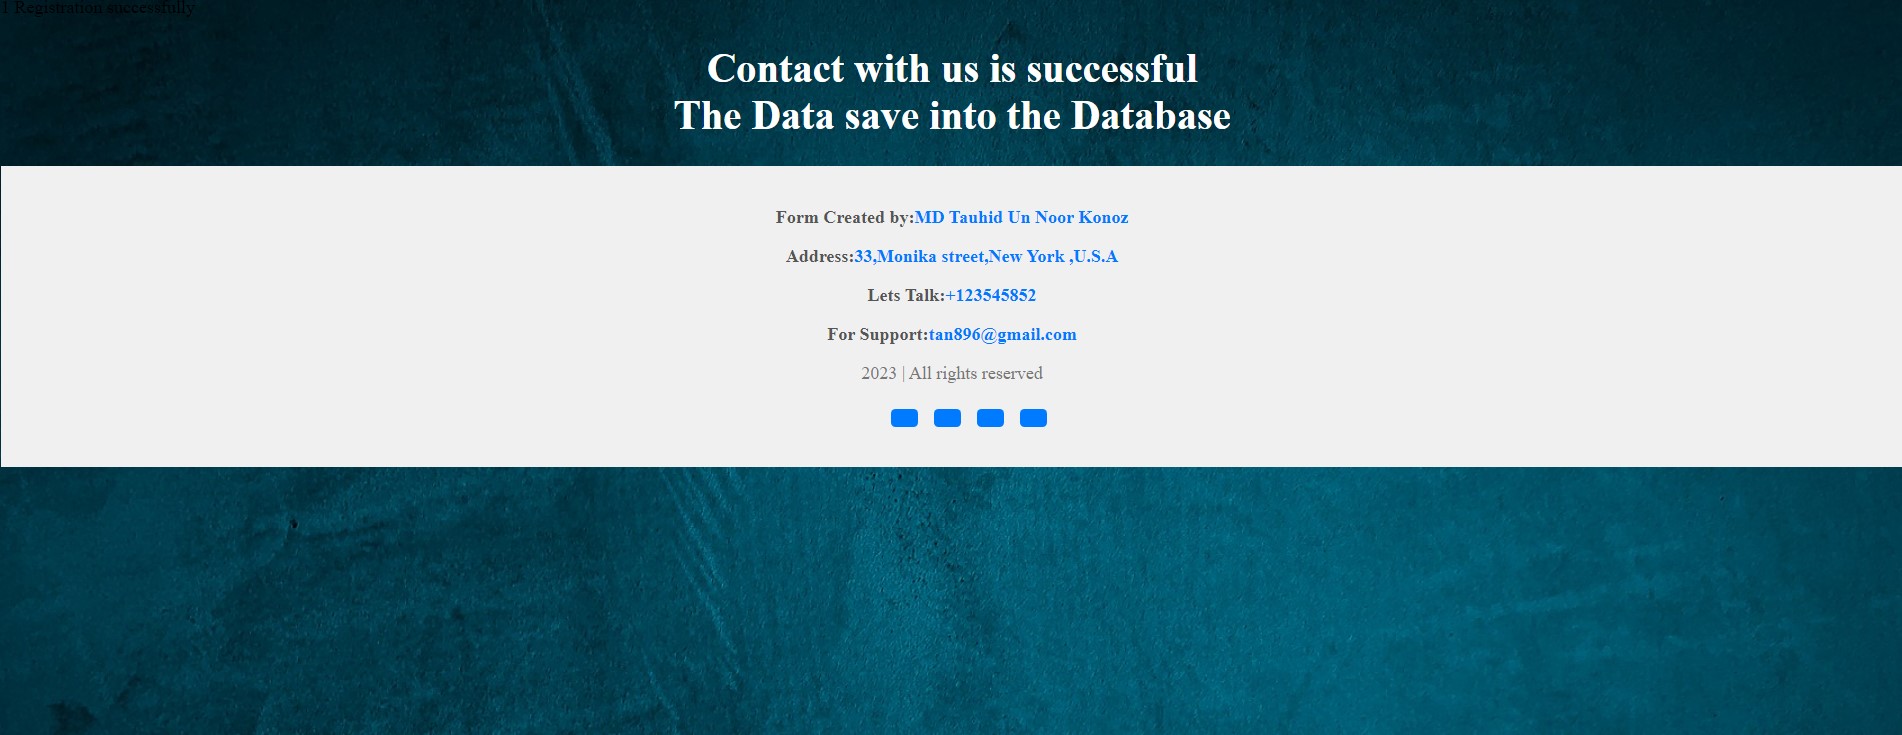 1 Registration successfully
Contact with us is successful
The Data save into the Database
Form Created by:MD Tauhid Un Noor Konoz
Address:33,Monika street,New York ,U.S.A
Lets Talk:+123545852
For Support:tan896@gmail.com
2023 | All rights reserved